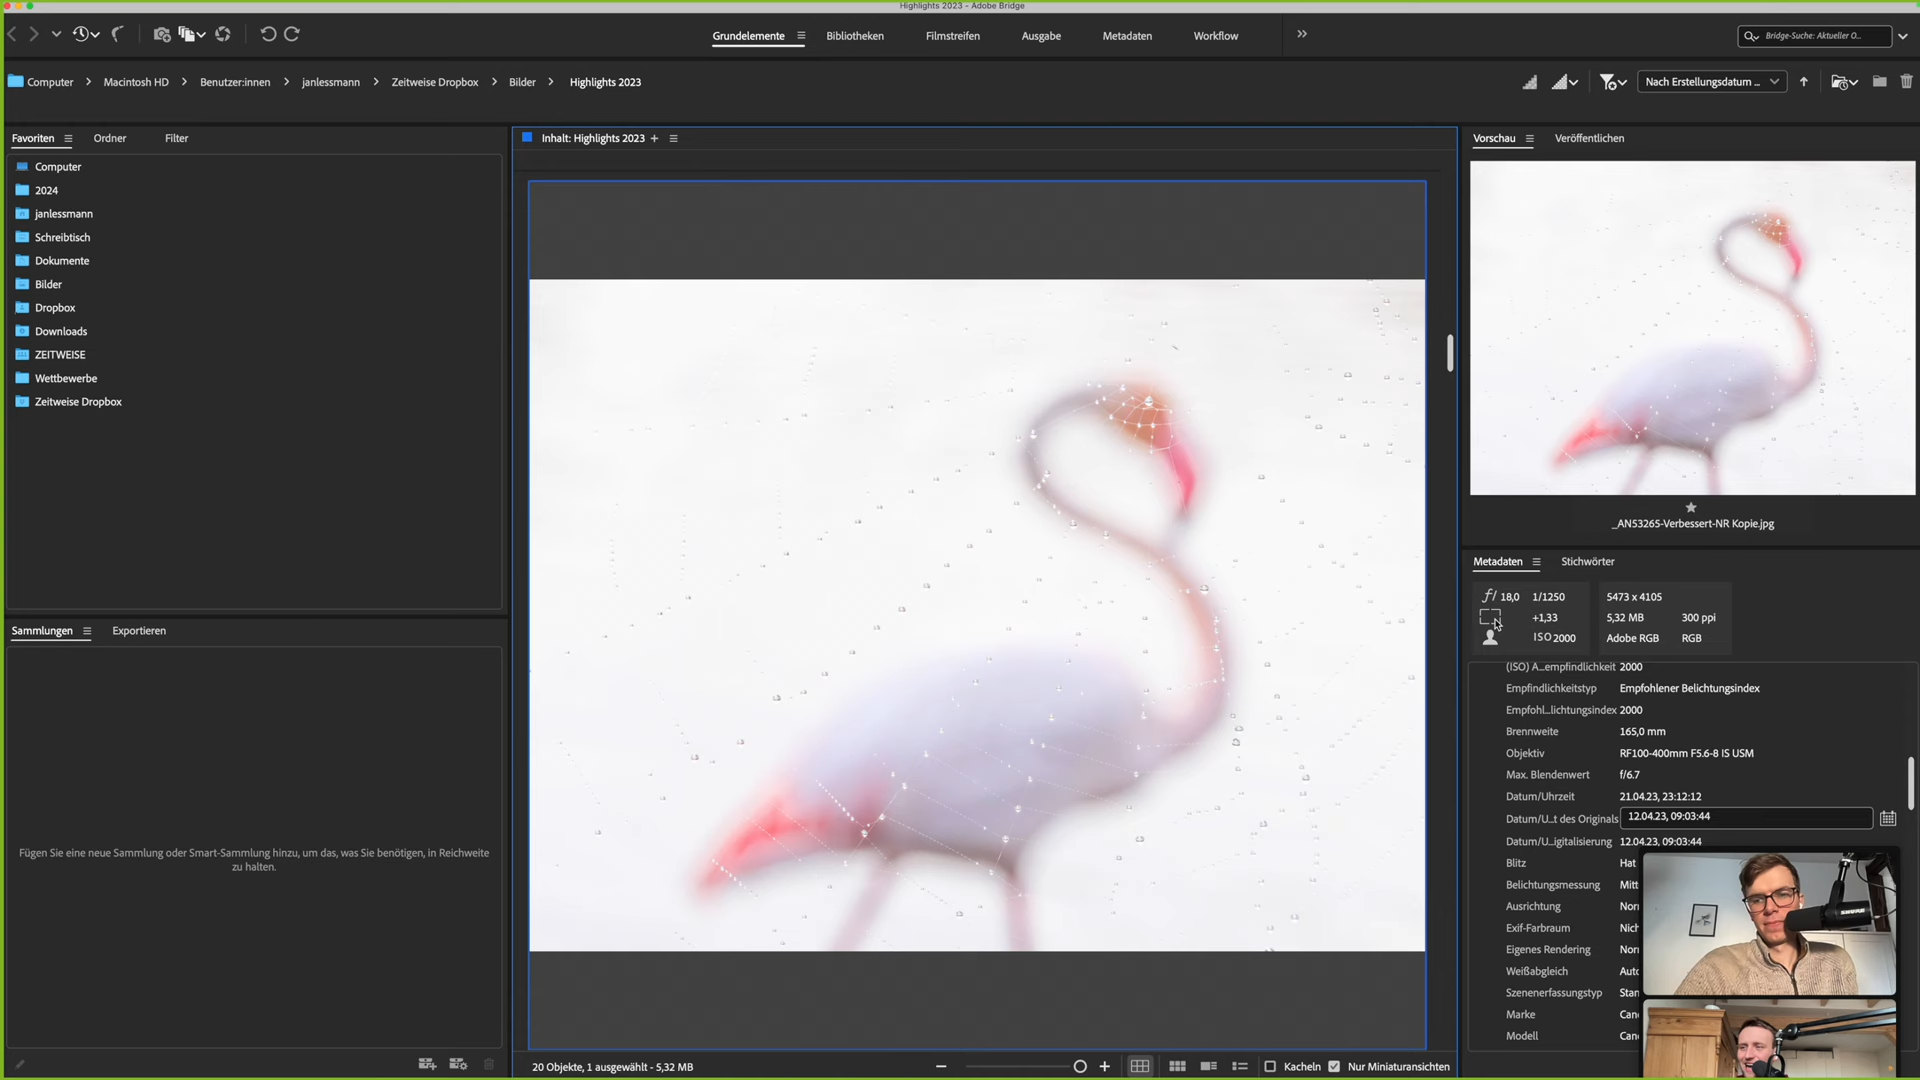 Highlights 2023 - Adobe Bridge
Grundelemente
Bibliotheken
Filmstreifen
Ausgabe
Metadaten
Workflow
Bridge-Suche: Aktueller O...
Computer > Macintosh HD > Benutzer:innen > janlessmann > Zeitweise Dropbox > Bilder > Highlights 2023
Nach Erstellungsdatum ...
Favoriten Ordner Filter
Computer
2024
janlessmann
Schreibtisch
Dokumente
Bilder
Dropbox
Downloads
ZEITWEISE
Wettbewerbe
Zeitweise Dropbox
Sammlungen Exportieren
Fügen Sie eine neue Sammlung oder Smart-Sammlung hinzu, um das, was Sie benötigen, in Reichweite
zu halten.
Inhalt: Highlights 2023
20 Objekte, 1 ausgewählt - 5,32 MB
Kacheln
Nur Miniaturansichten
Vorschau Veröffentlichen
_AN53265-Verbessert-NR Kopie.jpg
Metadaten Stichwörter
f/ 18,0 1/1250
+1,33
ISO 2000
5473 x 4105
5,32 MB 300 ppi
Adobe RGB RGB
(ISO) A...empfindlichkeit 2000
Empfindlichkeitstyp Empfohlener Belichtungsindex
Empfohl...lichtungsindex 2000
Brennweite 165,0 mm
Objektiv RF100-400mm F5.6-8 IS USM
Max. Blendenwert f/6.7
Datum/Uhrzeit 21.04.23, 23:12:12
Datum/U...t des Originals 12.04.23, 09:03:44
Datum/U...igitalisierung 12.04.23, 09:03:44
Blitz Hat
Belichtungsmessung Mitt
Ausrichtung Nor
Exif-Farbraum Nich
Eigenes Rendering Nor
Weißabgleich Auto
Szenenerfassungstyp Stan
Marke Can
Modell Can
SHURE